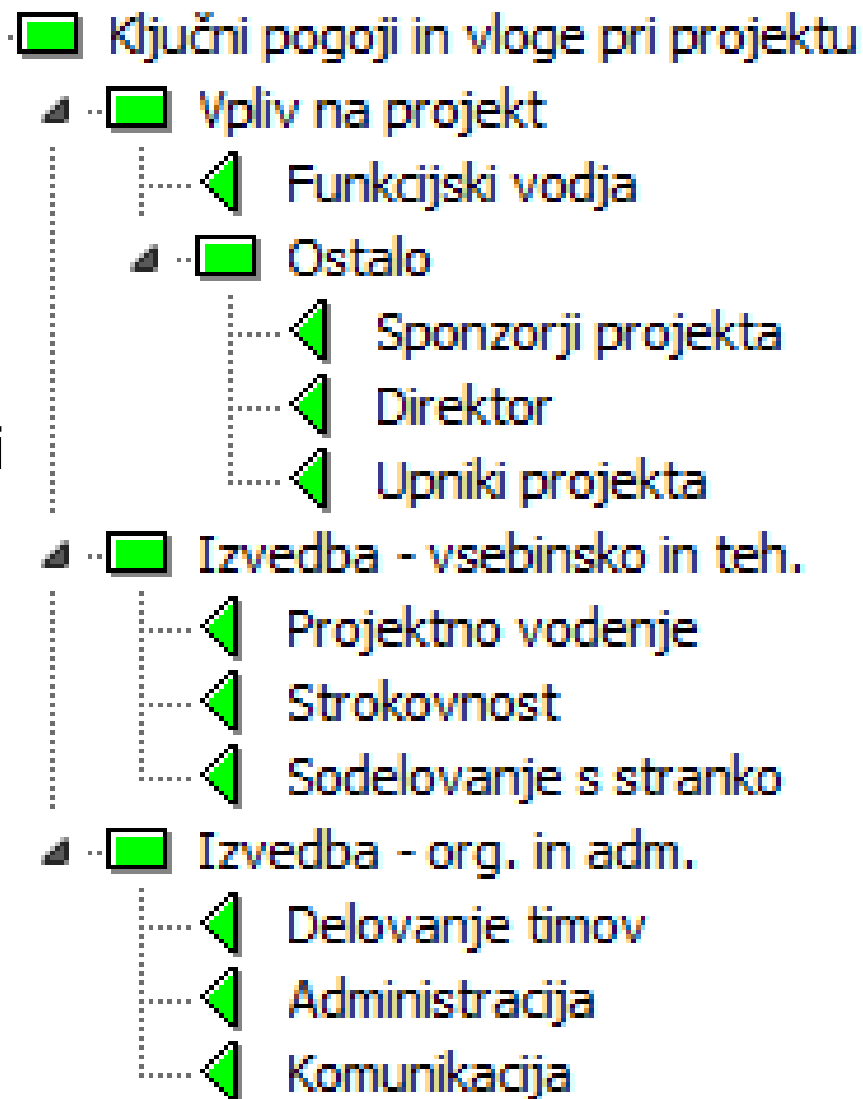 Ključni pogoji in vloge pri projektu
Vpliv na projekt
Funkcijski vodja
Ostalo
Sponzorji projekta
Direktor
Upniki projekta
Izvedba - vsebinsko in teh.
Projektno vodenje
Strokovnost
Sodelovanje s stranko
Izvedba - org. in adm.
Delovanje timov
Administracija
Komunikacija